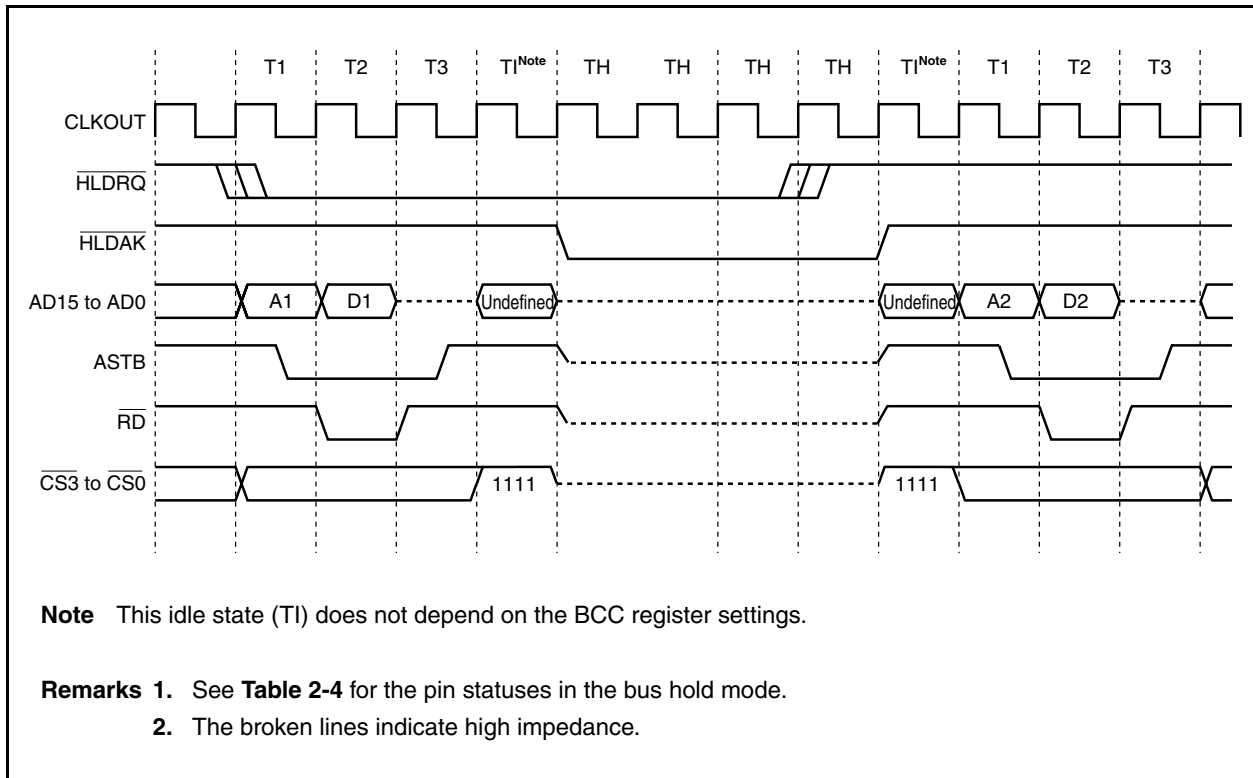 T1 T2 T3 TINote TH TH TH TH TINote T1 T2 T3
CLKOUT
HLDRQ
HLDAK
AD15 to AD0 A1 D1 Undefined Undefined A2 D2
ASTB
RD
CS3 to CS0 1111 1111
Note This idle state (TI) does not depend on the BCC register settings.
Remarks 1. See Table 2-4 for the pin statuses in the bus hold mode.
2. The broken lines indicate high impedance.